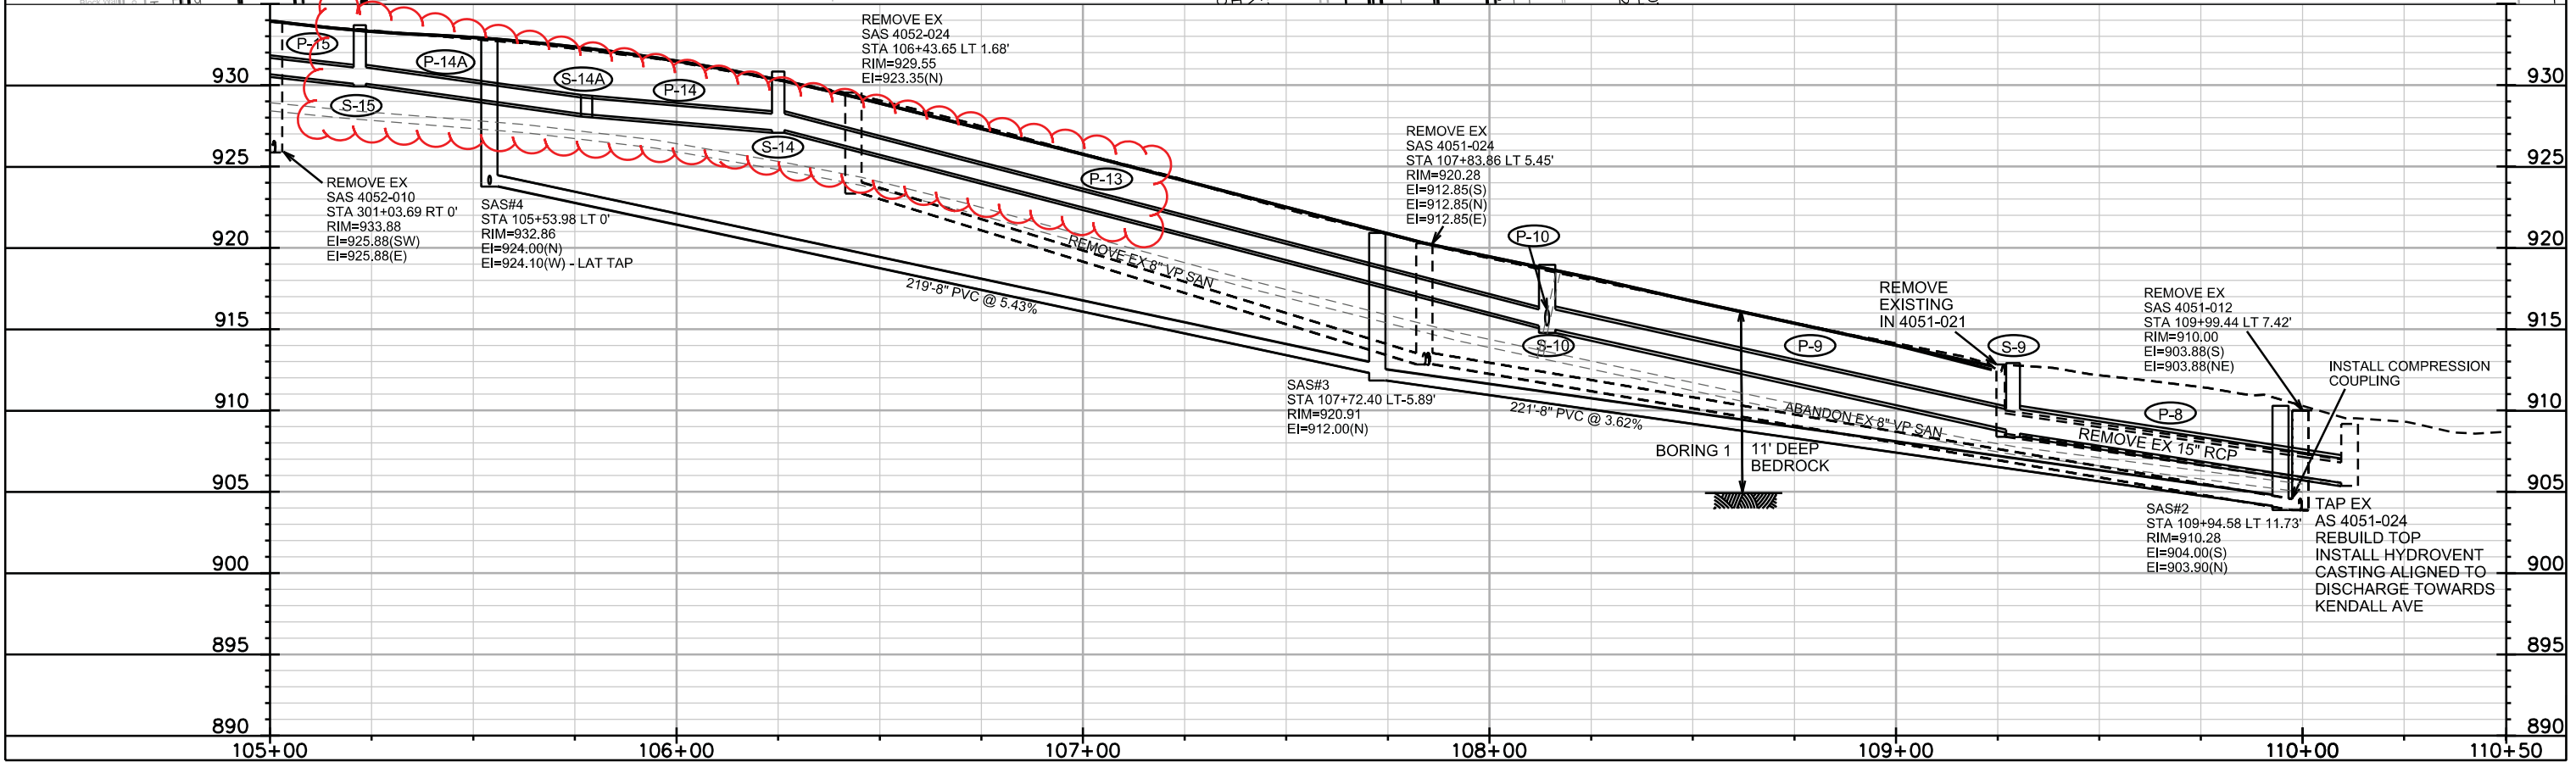 REMOVE EX
SAS 4052-024
STA 106+43.65 LT 1.68'
RIM=929.55
EI=923.35(N)
P-15
P-14A
S-14A
P-14
S-15
S-14
P-13
930
930
REMOVE EX
SAS 4051-024
STA 107+83.86 LT 5.45'
RIM=920.28
EI=912.85(S)
EI=912.85(N)
EI=912.85(E)
925
925
REMOVE EX
SAS 4052-010
STA 301+03.69 RT 0'
RIM=933.88
EI=925.88(SW)
EI=925.88(E)
SAS#4
STA 105+53.98 LT 0'
RIM=932.86
EI=924.00(N)
EI=924.10(W) - LAT TAP
920
920
REMOVE EX 8" VP SAN
219'-8" PVC @ 5.43%
P-10
S-10
P-9
REMOVE
EXISTING
IN 4051-021
S-9
REMOVE EX
SAS 4051-012
STA 109+99.44 LT 7.42'
RIM=910.00
EI=903.88(S)
EI=903.88(NE)
INSTALL COMPRESSION
COUPLING
915
915
SAS#3
STA 107+72.40 LT-5.89'
RIM=920.91
EI=912.00(N)
221'-8" PVC @ 3.62%
ABANDON EX 8" VP SAN
P-8
REMOVE EX 15" RCP
910
910
BORING 1
11' DEEP
BEDROCK
905
905
SAS#2
STA 109+94.58 LT 11.73'
RIM=910.28
EI=904.00(S)
EI=903.90(N)
TAP EX
AS 4051-024
REBUILD TOP
INSTALL HYDROVENT
CASTING ALIGNED TO
DISCHARGE TOWARDS
KENDALL AVE
900
900
895
895
890
890
105+00
106+00
107+00
108+00
109+00
110+00
110+50